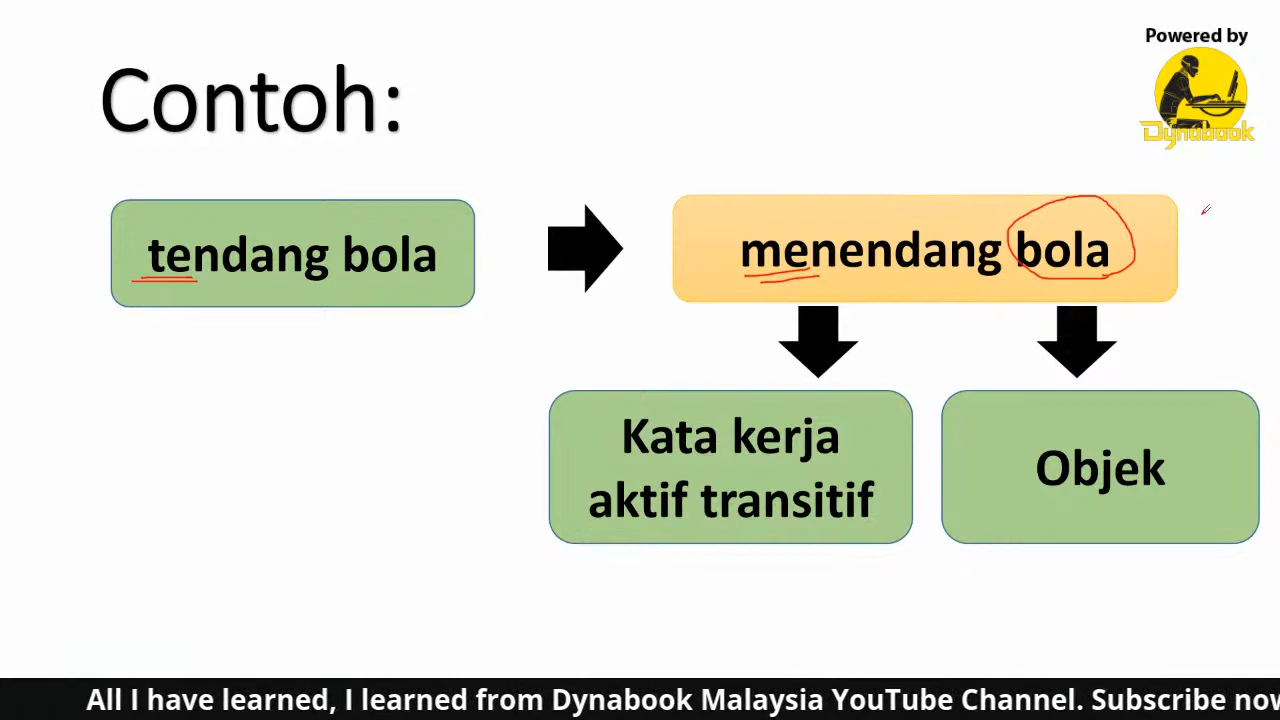 Powered by
Dynabook
Contoh:
tendang bola
menendang bola
Kata kerja
aktif transitif
Objek
All I have learned, I learned from Dynabook Malaysia YouTube Channel. Subscribe now